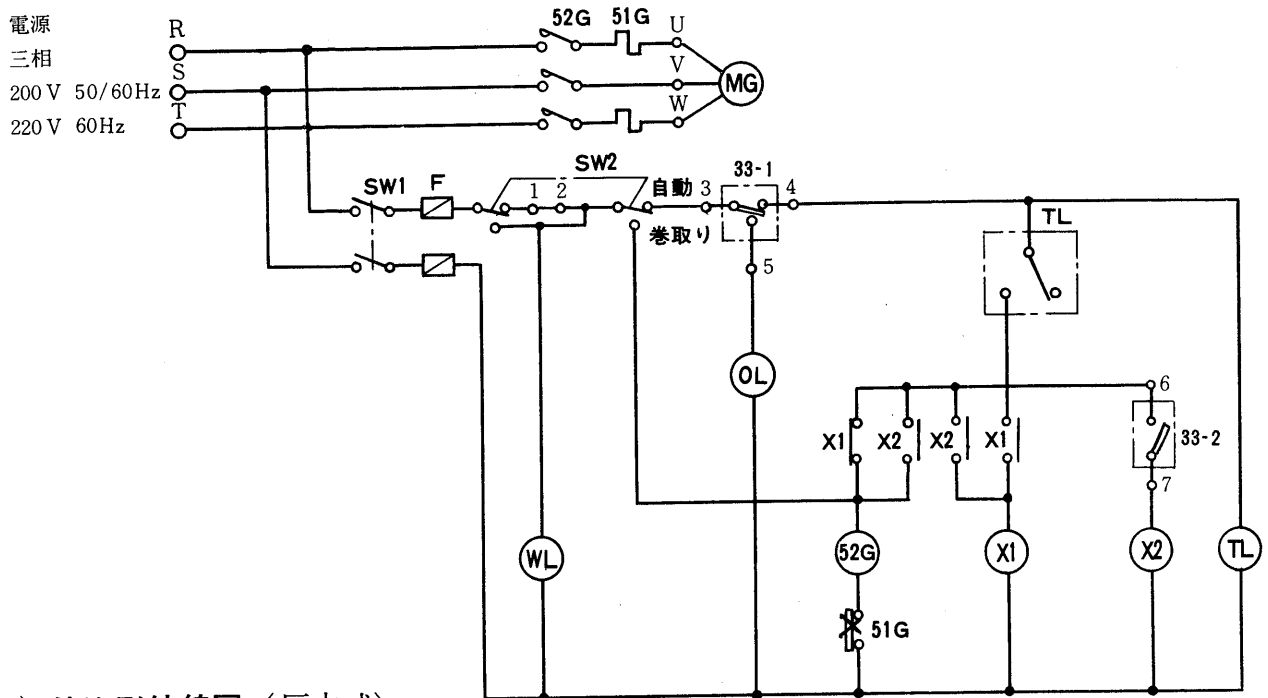 電源
三相
200V 50/60Hz
220V 60Hz
R
S
T
52G 51G U
V
W
MG
SW1 F
SW2
1 2
自動 3
巻取り
33-1
4
5
TL
OL
6
X1 X2 X2 X1
33-2
7
WL
52G
X1
X2
TL
51G